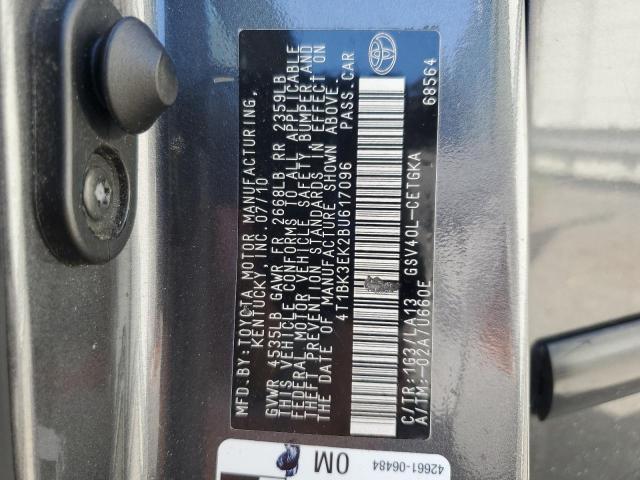 MFD.BY:TOYOTA MOTOR MANUFACTURING,
KENTUCKY, INC. 07/10
GVWR 4535LB GAWR FR 2668LB RR 2359LB
THIS VEHICLE CONFORMS TO ALL APPLICABLE
FEDERAL MOTOR VEHICLE SAFETY, BUMPER, AND
THEFT PREVENTION STANDARDS IN EFFECT ON
THE DATE OF MANUFACTURE SHOWN ABOVE.
4T1BK3EK2BU617096 PASS.CAR
C/TR:1G3/LA13 GSV40L-CETGKA
A/TM:-02A/U660E
68564
OM
42661-06484